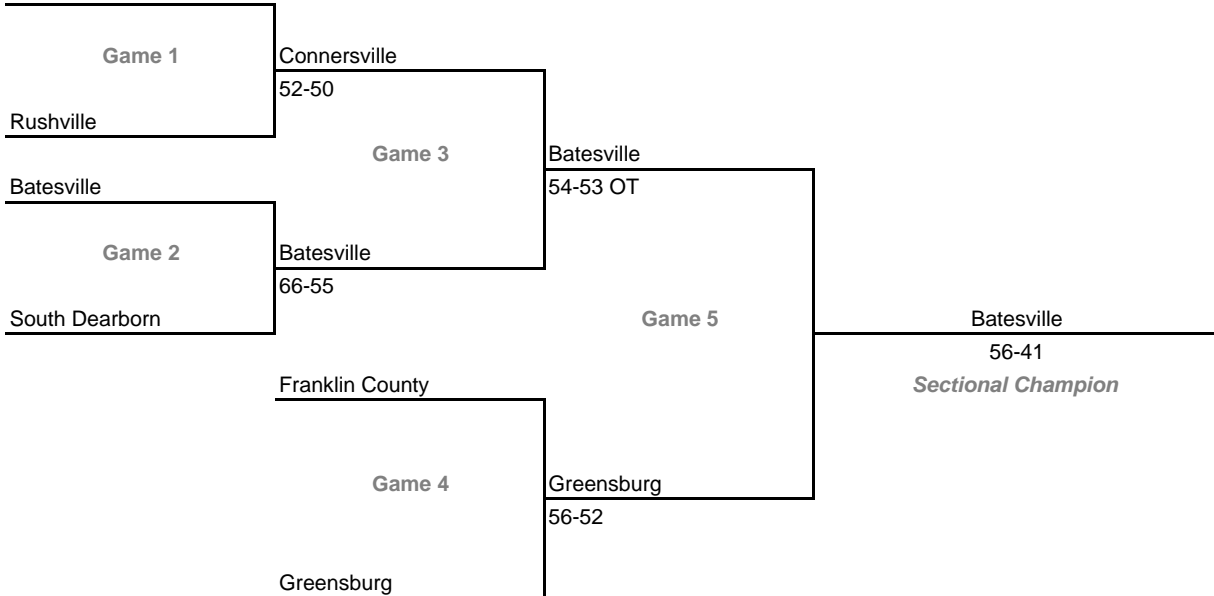 Game 1
Connersville
52-50
Rushville
Game 3
Batesville
54-53 OT
Batesville
Game 2
Batesville
66-55
South Dearborn
Game 5
Batesville
56-41
Sectional Champion
Franklin County
Game 4
Greensburg
56-52
Greensburg